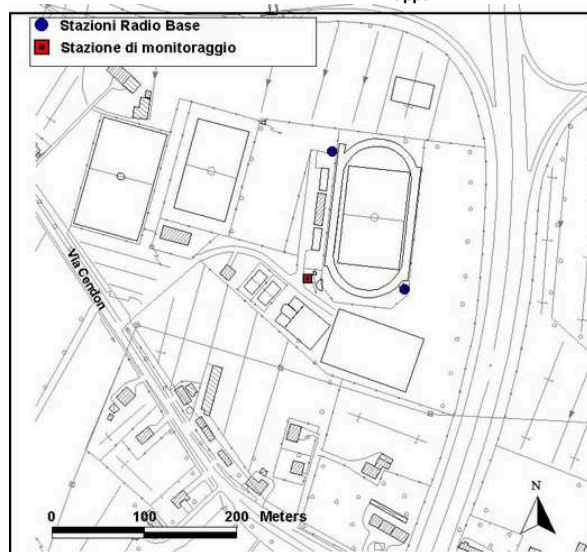 Stazioni Radio Base
Stazione di monitoraggio
Via Cendon
N
0 100 200 Meters